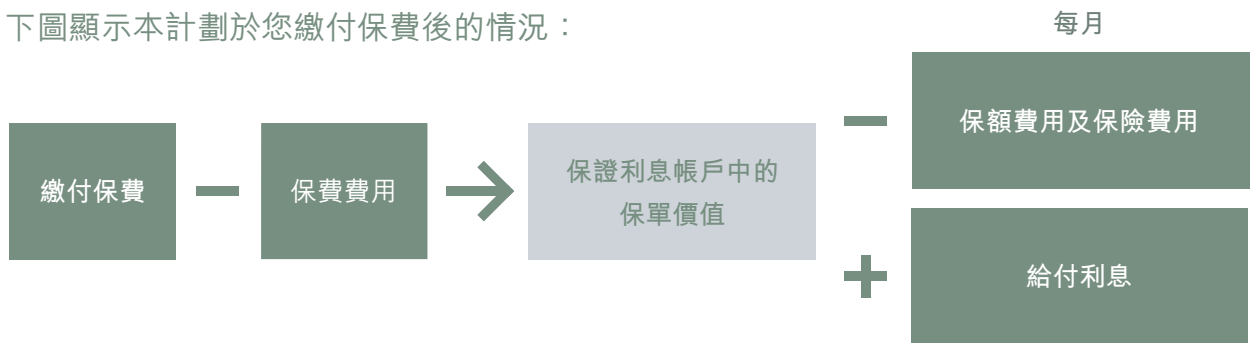 下圖顯示本計劃於您繳付保費後的情況：
每月
繳付保費
保費費用
保證利息帳戶中的
保單價值
保額費用及保險費用
給付利息